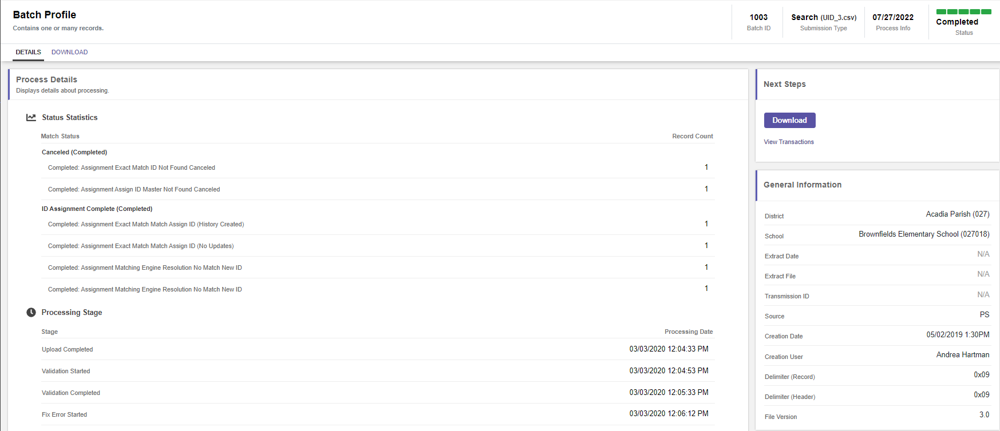 Batch Profile
Contains one or many records.
1003
Batch ID
Search (UID_3.csv)
Submission Type
07/27/2022
Process Info
Completed
Status
DETAILS DOWNLOAD
Process Details
Displays details about processing.
Status Statistics
Match Status Record Count
Canceled (Completed)
Completed: Assignment Exact Match ID Not Found Canceled 1
Completed: Assignment Assign ID Master Not Found Canceled 1
ID Assignment Complete (Completed)
Completed: Assignment Exact Match Match Assign ID (History Created) 1
Completed: Assignment Exact Match Match Assign ID (No Updates) 1
Completed: Assignment Matching Engine Resolution No Match New ID 1
Completed: Assignment Matching Engine Resolution No Match New ID 1
Processing Stage
Stage Processing Date
Upload Completed 03/03/2020 12:04:33 PM
Validation Started 03/03/2020 12:04:53 PM
Validation Completed 03/03/2020 12:05:33 PM
Fix Error Started 03/03/2020 12:06:12 PM
Next Steps
Download
View Transactions
General Information
District Acadia Parish (027)
School Brownfields Elementary School (027018)
Extract Date N/A
Extract File N/A
Transmission ID N/A
Source PS
Creation Date 05/02/2019 1:30PM
Creation User Andrea Hartman
Delimiter (Record) 0x09
Delimiter (Header) 0x09
File Version 3.0